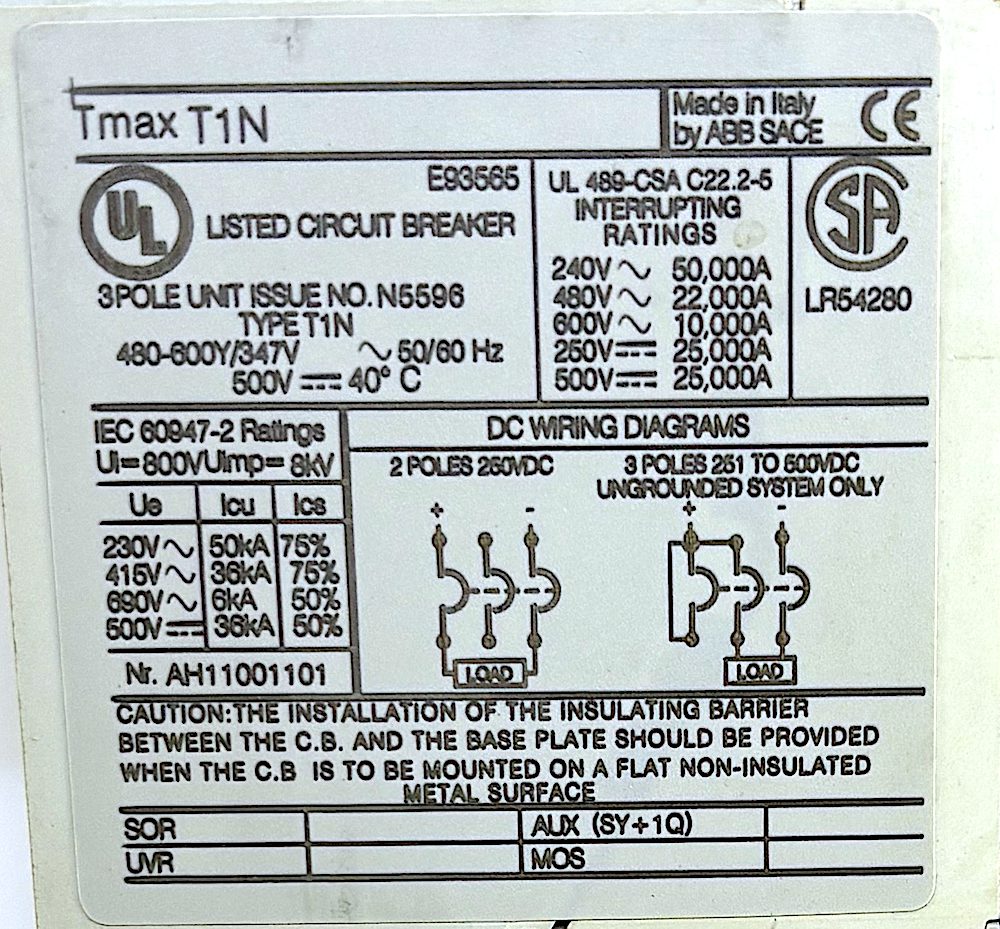 Tmax T1N
Made in Italy
by ABB SACE
CE
UL
E93565
LISTED CIRCUIT BREAKER
3 POLE UNIT ISSUE NO. N5596
TYPE T1N
480-600Y/347V ~ 50/60 Hz
500V ⎓ 40° C
UL 489-CSA C22.2-5
INTERRUPTING
RATINGS
240V ~ 50,000A
480V ~ 22,000A
600V ~ 10,000A
250V ⎓ 25,000A
500V ⎓ 25,000A
SA
LR54280
IEC 60947-2 Ratings
Ui=800V Uimp=8kV
Ue Icu Ics
230V ~ 50kA 75%
415V ~ 36kA 75%
690V ~ 6kA 50%
500V ⎓ 36kA 50%
Nr. AH11001101
DC WIRING DIAGRAMS
2 POLES 250VDC
+ -
LOAD
3 POLES 251 TO 500VDC
UNGROUNDED SYSTEM ONLY
+ -
LOAD
CAUTION:THE INSTALLATION OF THE INSULATING BARRIER
BETWEEN THE C.B. AND THE BASE PLATE SHOULD BE PROVIDED
WHEN THE C.B IS TO BE MOUNTED ON A FLAT NON-INSULATED
METAL SURFACE
SOR AUX (SY+1Q)
UVR MOS